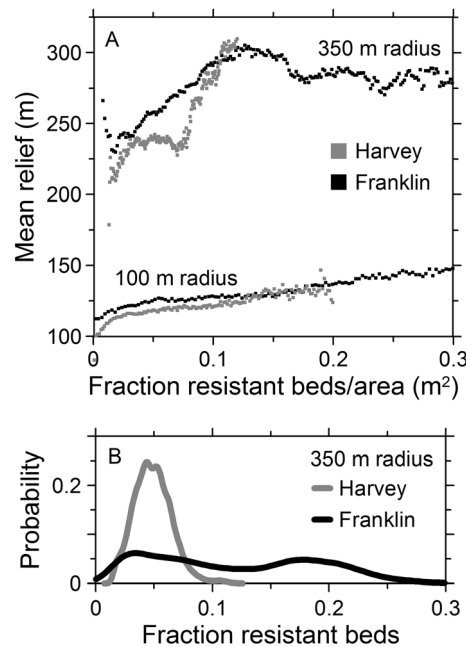 A
350 m radius
300
250
200
150
100
Mean relief (m)
Harvey
Franklin
100 m radius
0
0.1
0.2
0.3
Fraction resistant beds/area (m²)
B
350 m radius
Harvey
Franklin
0.2
0
Probability
0
0.1
0.2
0.3
Fraction resistant beds